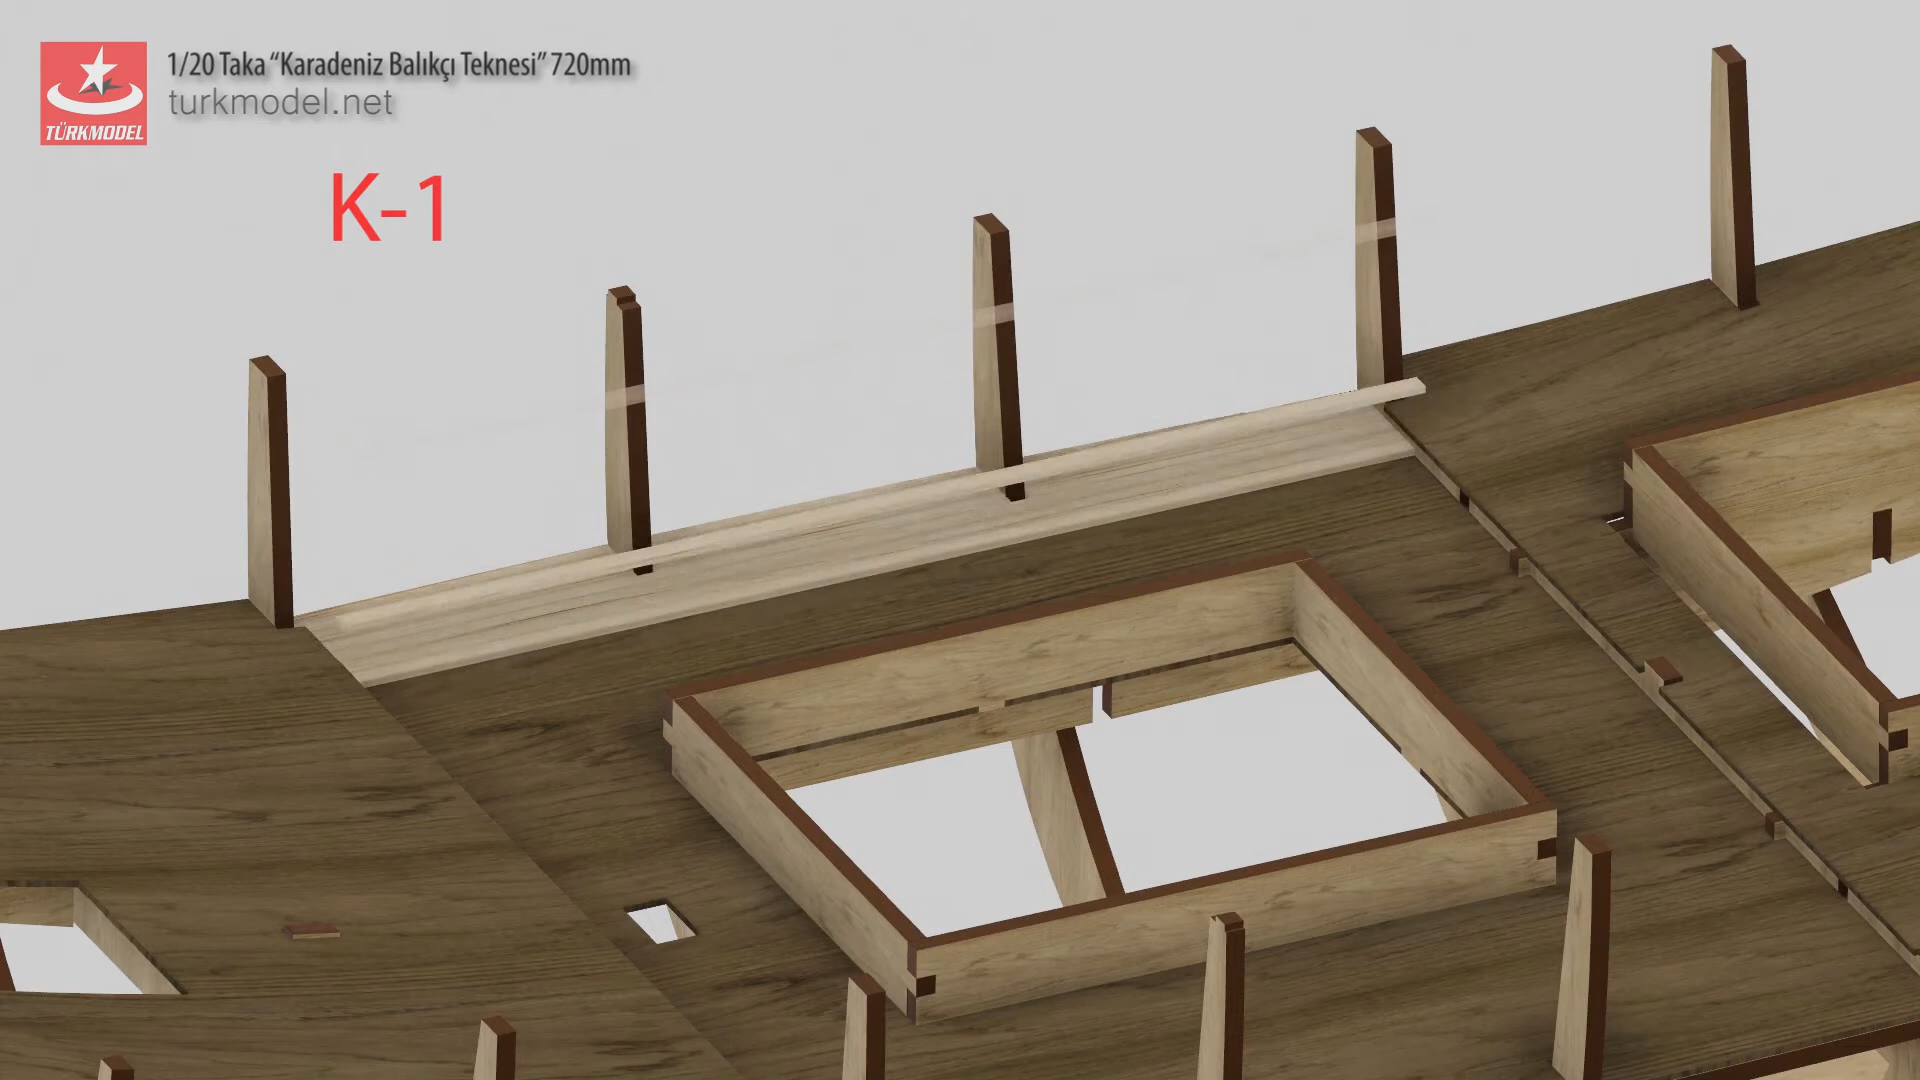 1/20 Taka “Karadeniz Balıkçı Teknesi” 720mm
turkmodel.net
TÜRKMODEL
K-1